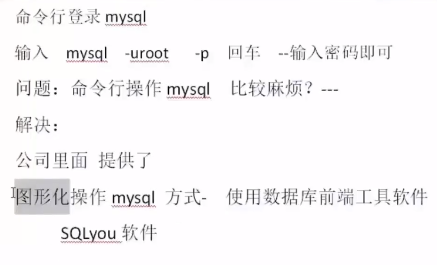 命令行登录 mysql
输入 mysql -uroot -p 回车 --输入密码即可
问题：命令行操作 mysql 比较麻烦？---
解决：
公司里面 提供了
图形化操作 mysql 方式- 使用数据库前端工具软件
SQLyou 软件